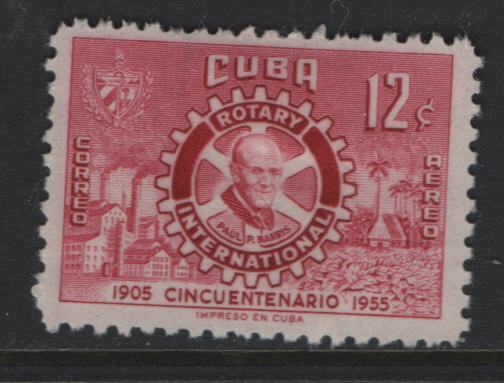 CUBA
12¢
ROTARY
INTERNATIONAL
PAUL P. HARRIS
CORREO
AEREO
1905 CINCUENTENARIO 1955
IMPRESO EN CUBA